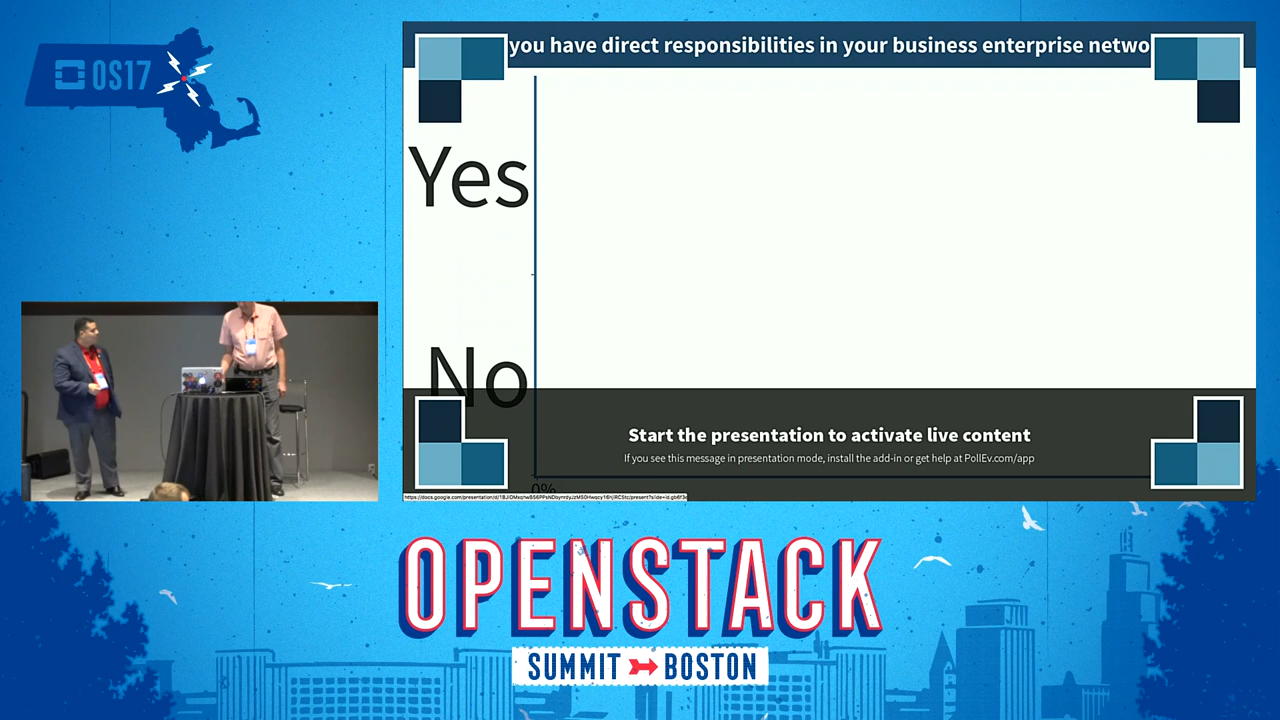 OS17
you have direct responsibilities in your business enterprise netwo
Yes
No
Start the presentation to activate live content
If you see this message in presentation mode, install the add-in or get help at PollEv.com/app
0%
OPENSTACK
SUMMIT BOSTON